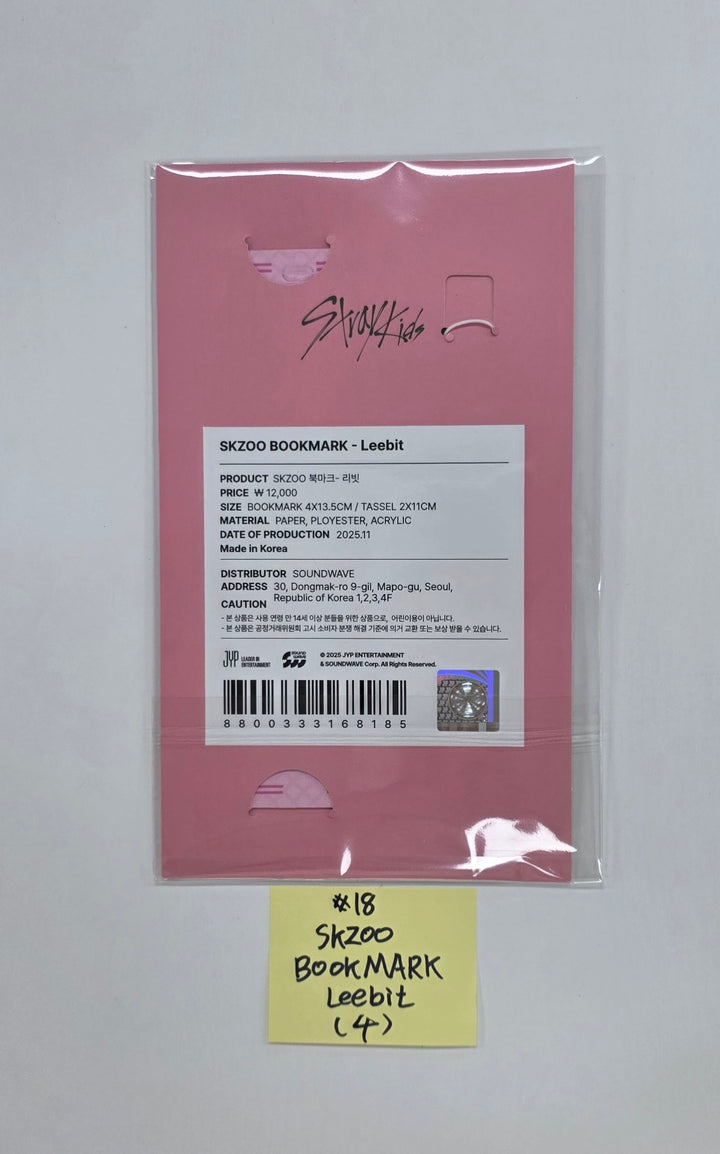 Stray Kids
SKZOO BOOKMARK - Leebit
PRODUCT SKZOO 북마크- 리빗
PRICE ₩ 12,000
SIZE BOOKMARK 4X13.5CM / TASSEL 2X11CM
MATERIAL PAPER, PLOYESTER, ACRYLIC
DATE OF PRODUCTION 2025.11
Made in Korea
DISTRIBUTOR SOUNDWAVE
ADDRESS 30, Dongmak-ro 9-gil, Mapo-gu, Seoul,
Republic of Korea 1,2,3,4F
CAUTION
- 본 상품은 사용 연령 만 14세 이상 분들을 위한 상품으로, 어린이용이 아닙니다.
- 본 상품은 공정거래위원회 고시 소비자 분쟁 해결 기준에 의거 교환 또는 보상 받을 수 있습니다.
JYP LEADER IN
ENTERTAINMENT
SOUND
WAVE
© 2025 JYP ENTERTAINMENT
& SOUNDWAVE Corp. All Rights Reserved.
8800333168185
#18
SKZOO
BOOKMARK
Leebit
(4)